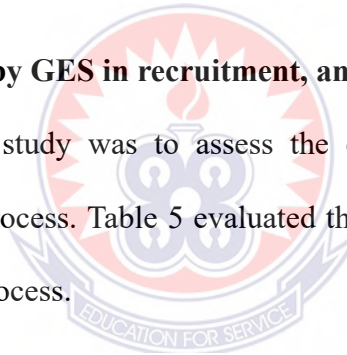 by GES in recruitment, an
study was to assess the
ocess. Table 5 evaluated th
ocess.
EDUCATION FOR SERVICE